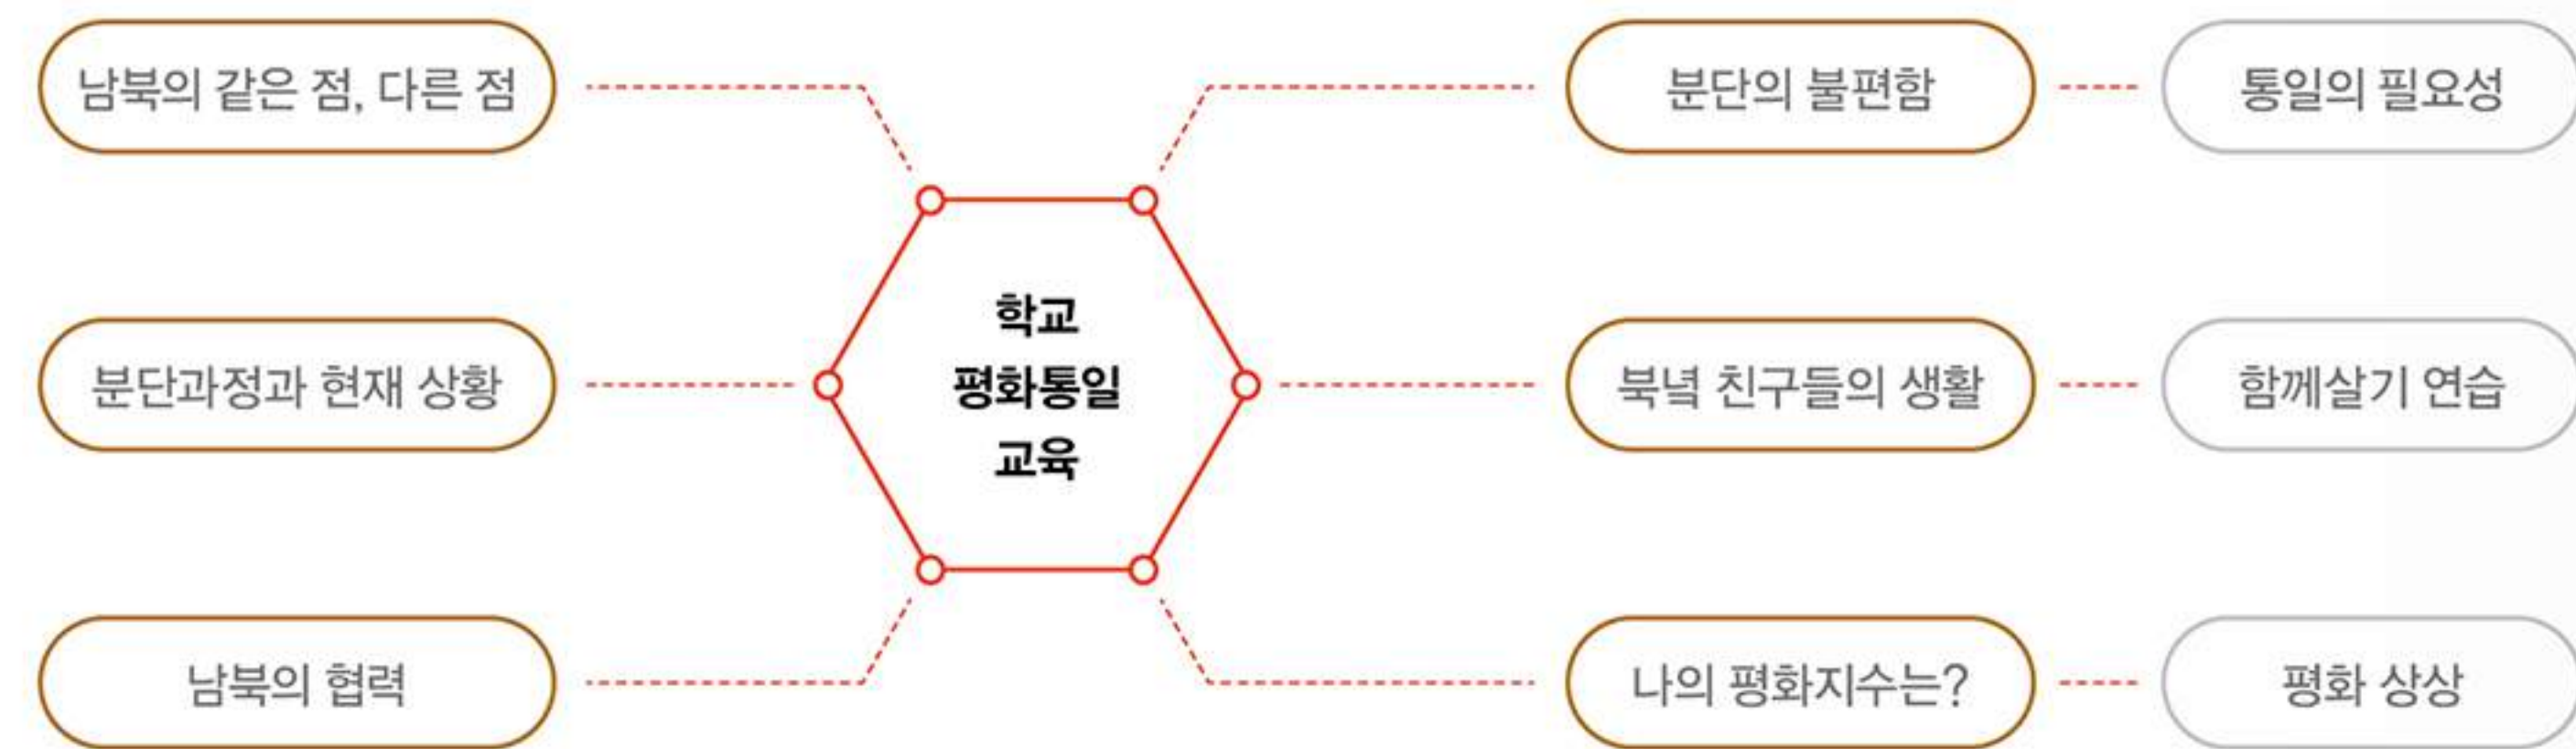 남북의 같은 점, 다른 점
분단의 불편함
통일의 필요성
학교
평화통일
교육
분단과정과 현재 상황
북녘 친구들의 생활
함께살기 연습
남북의 협력
나의 평화지수는?
평화 상상